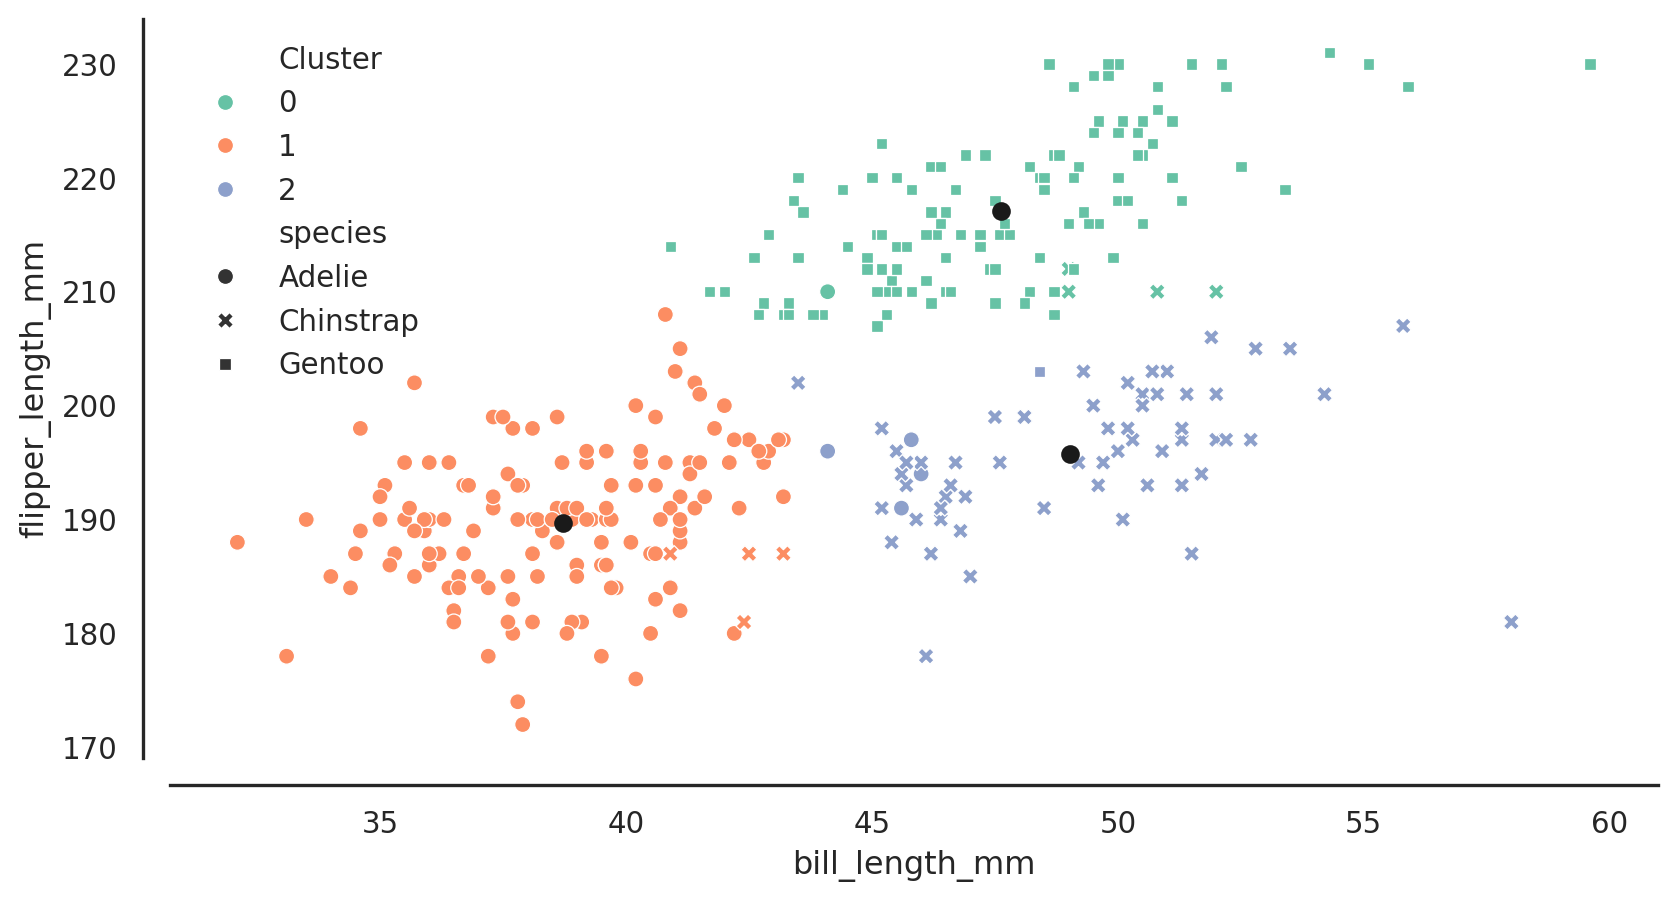 Cluster
0
1
2
species
Adelie
Chinstrap
Gentoo
230
220
210
200
190
180
170
flipper_length_mm
35 40 45 50 55 60
bill_length_mm